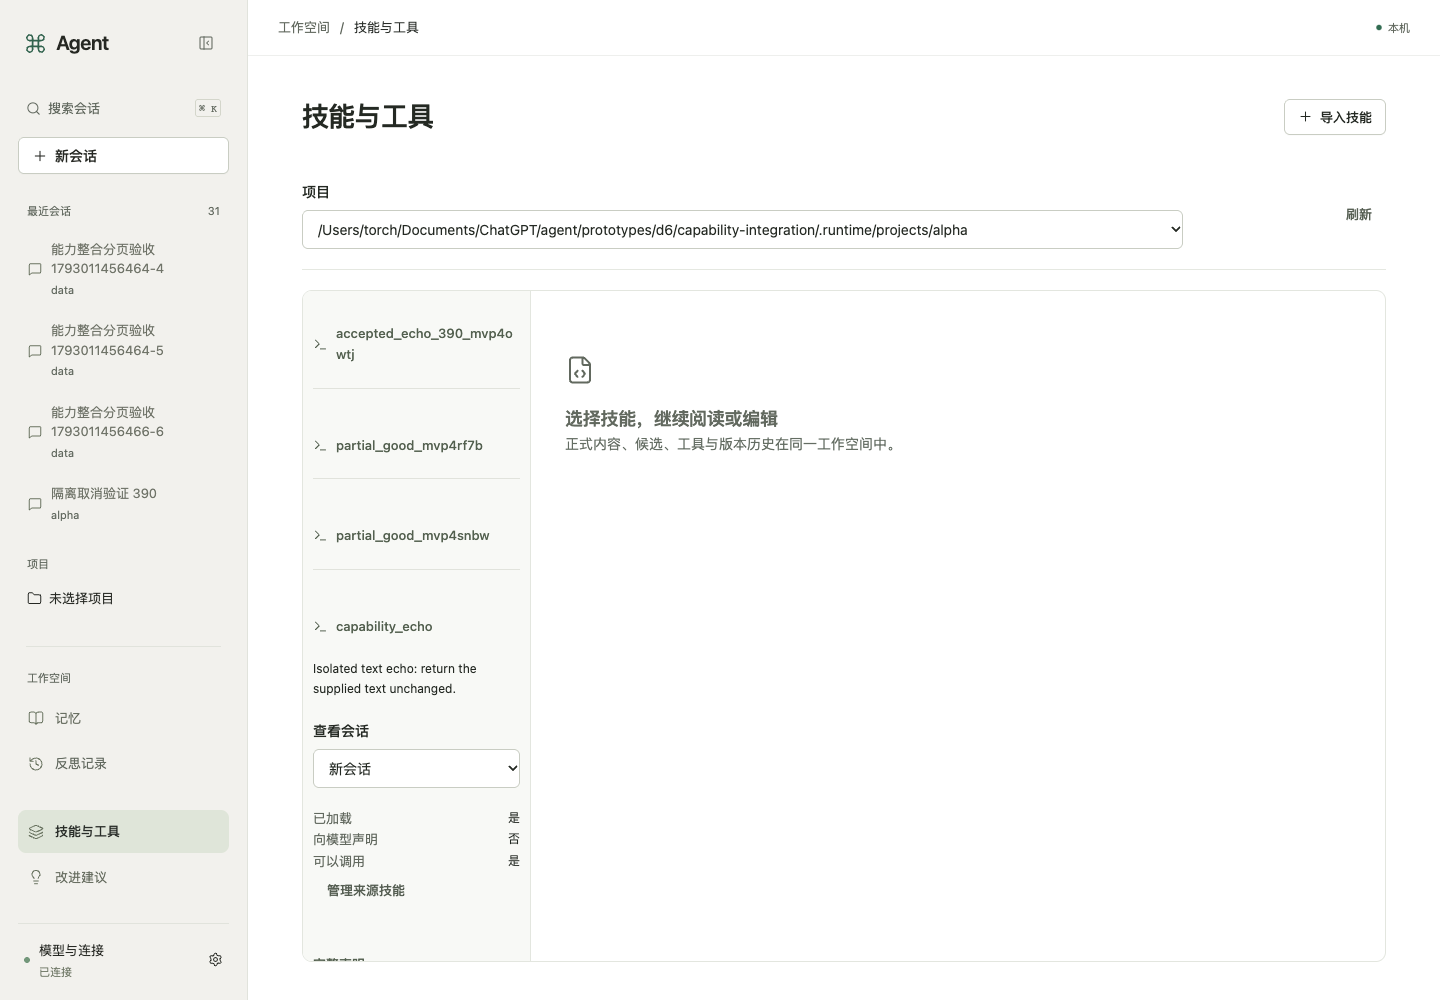 Agent
搜索会话
⌘ K
新会话
最近会话 31
能力整合分页验收
1793011456464-4
data
能力整合分页验收
1793011456464-5
data
能力整合分页验收
1793011456466-6
data
隔离取消验证 390
alpha
项目
未选择项目
工作空间
记忆
反思记录
技能与工具
改进建议
模型与连接
已连接
工作空间 / 技能与工具
本机
技能与工具
导入技能
项目
/Users/torch/Documents/ChatGPT/agent/prototypes/d6/capability-integration/.runtime/projects/alpha
刷新
accepted_echo_390_mvp4o
wtj
partial_good_mvp4rf7b
partial_good_mvp4snbw
capability_echo
Isolated text echo: return the
supplied text unchanged.
查看会话
新会话
已加载 是
向模型声明 否
可以调用 是
管理来源技能
选择技能，继续阅读或编辑
正式内容、候选、工具与版本历史在同一工作空间中。